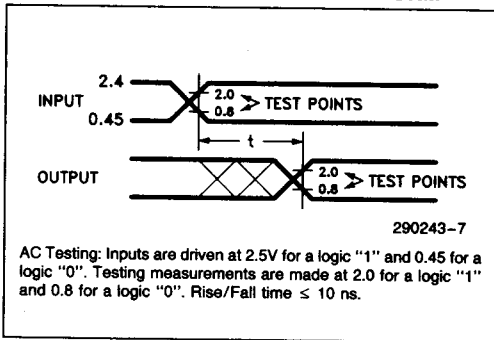 2.4
INPUT
0.45
2.0
0.8
TEST POINTS
t
OUTPUT
2.0
0.8
TEST POINTS
290243–7
AC Testing: Inputs are driven at 2.5V for a logic "1" and 0.45 for a
logic "0". Testing measurements are made at 2.0 for a logic "1"
and 0.8 for a logic "0". Rise/Fall time ≤ 10 ns.